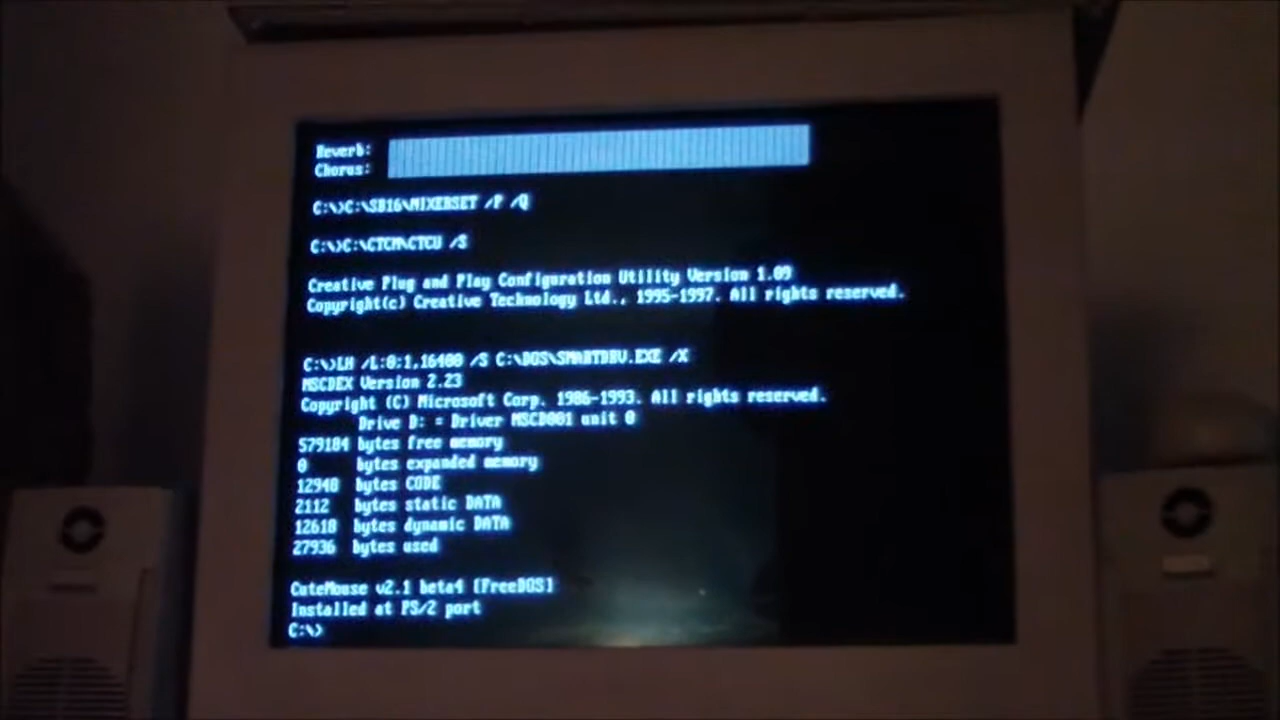 Reverb:
Chorus:
C:\>C:\SB16\MIXERSET /P /Q
C:\>C:\CTCM\CTCU /S
Creative Plug and Play Configuration Utility Version 1.09
Copyright(c) Creative Technology Ltd., 1995-1997. All rights reserved.
C:\>LH /L:0;1,16400 /S C:\DOS\SMARTDRV.EXE /X
MSCDEX Version 2.23
Copyright (C) Microsoft Corp. 1986-1993. All rights reserved.
Drive D: = Driver MSCD001 unit 0
579184 bytes free memory
0 bytes expanded memory
12940 bytes CODE
2112 bytes static DATA
12618 bytes dynamic DATA
27936 bytes used
CuteMouse v2.1 beta4 [FreeDOS]
Installed at PS/2 port
C:\>